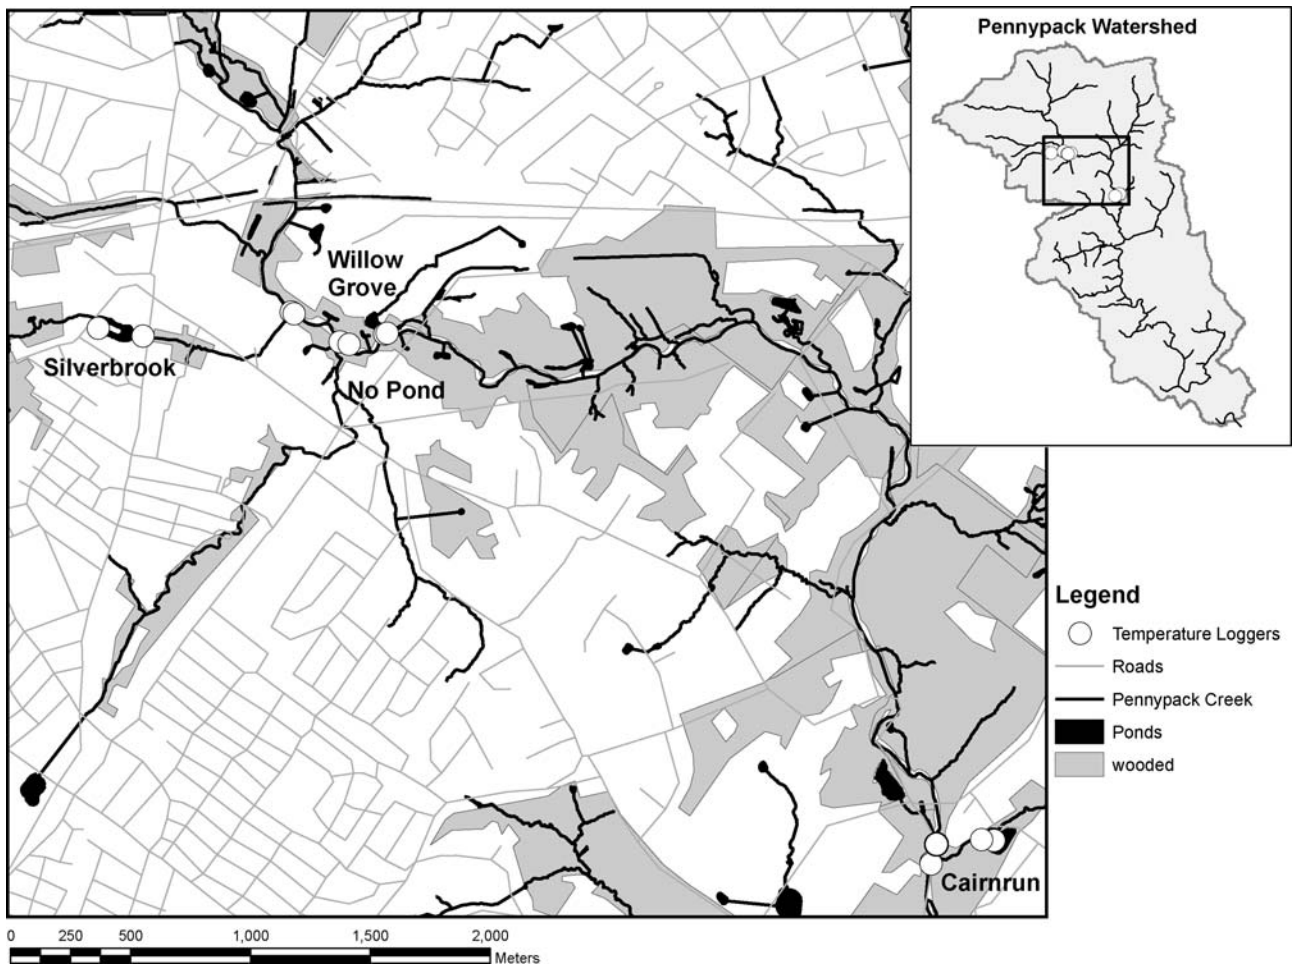 Pennypack Watershed
Willow
Grove
Silverbrook
No Pond
Cairnrun
Legend
Temperature Loggers
Roads
Pennypack Creek
Ponds
wooded
0 250 500 1,000 1,500 2,000
Meters